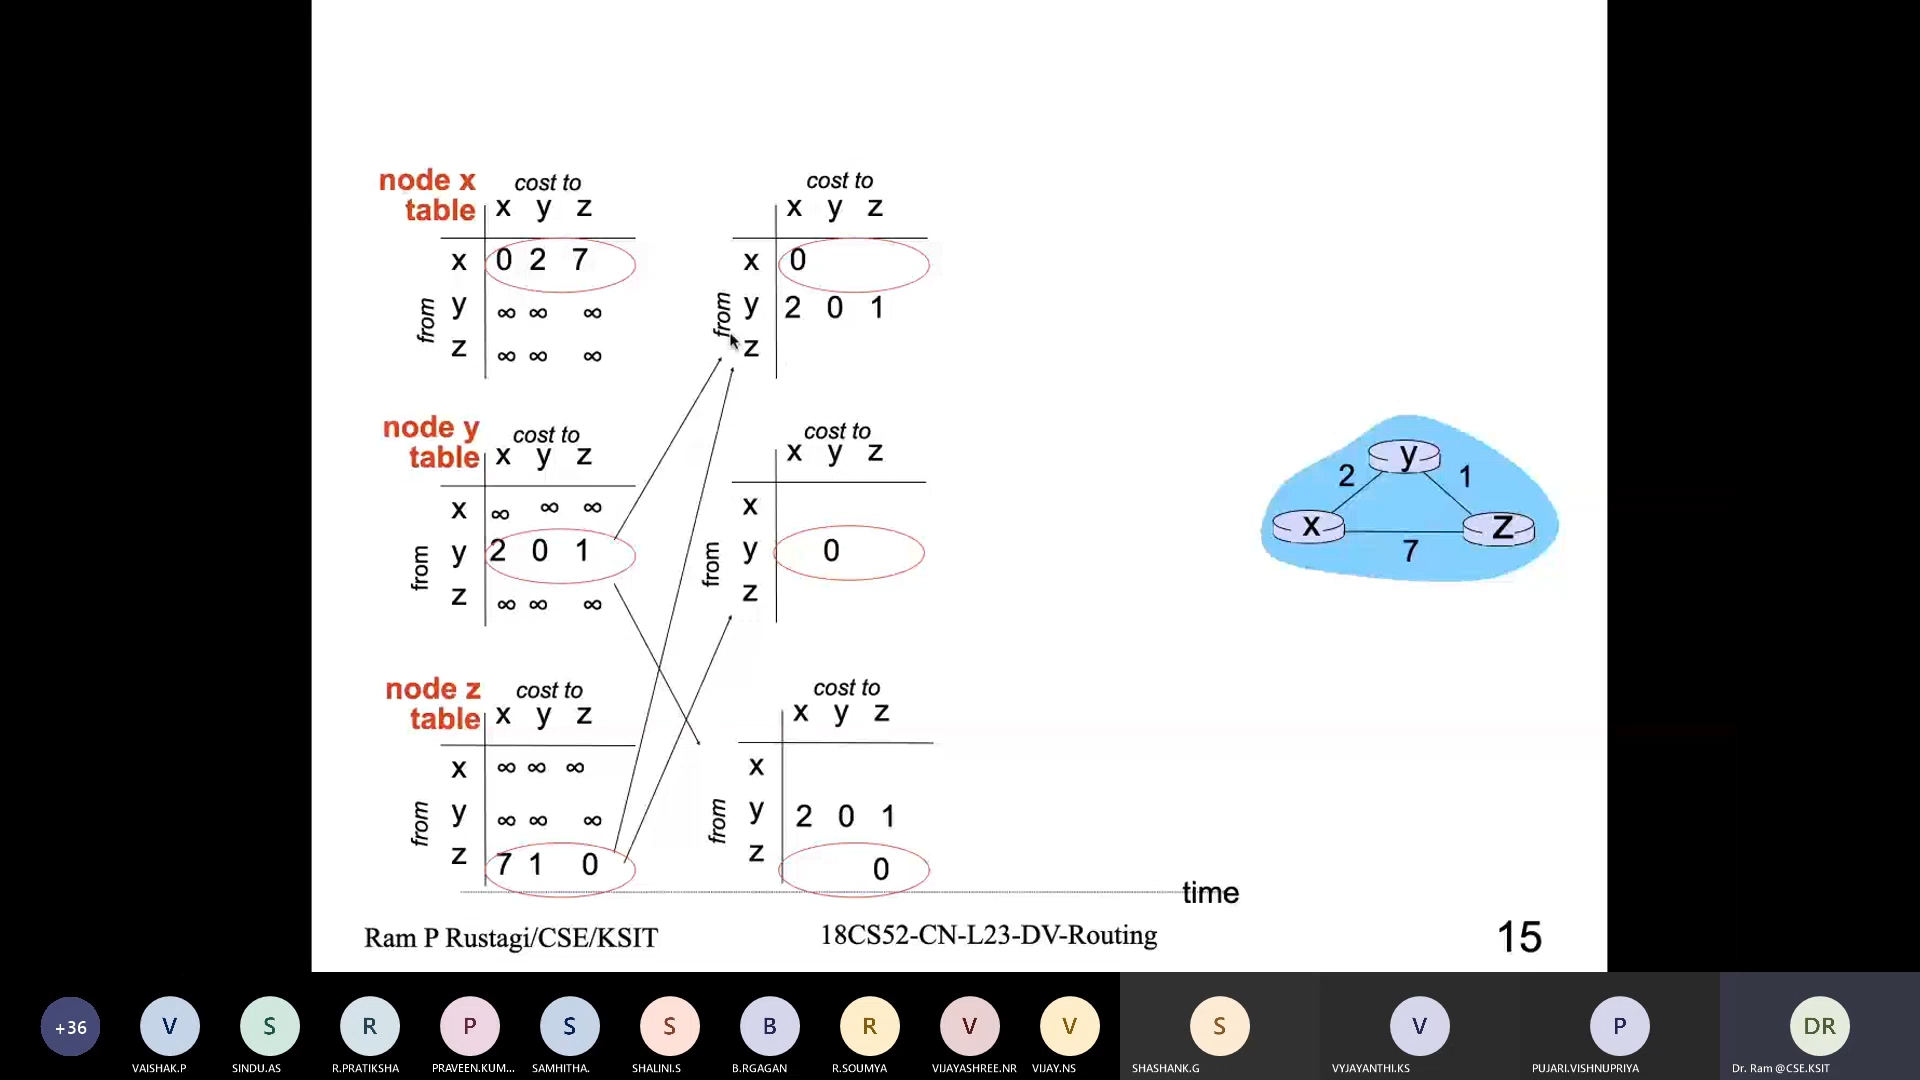 node x
table
cost to
x y z
from
x 0 2 7
y ∞ ∞ ∞
z ∞ ∞ ∞
cost to
x y z
from
x 0
y 2 0 1
z
node y
table
cost to
x y z
from
x ∞ ∞ ∞
y 2 0 1
z ∞ ∞ ∞
cost to
x y z
from
x
y 0
z
node z
table
cost to
x y z
from
x ∞ ∞ ∞
y ∞ ∞ ∞
z 7 1 0
cost to
x y z
from
x
y 2 0 1
z 0
time
y
2 1
x z
7
Ram P Rustagi/CSE/KSIT
18CS52-CN-L23-DV-Routing
15
+36
V
VAISHAK.P
S
SINDU.AS
R
R.PRATIKSHA
P
PRAVEEN.KUM...
S
SAMHITHA.
S
SHALINI.S
B
B.RGAGAN
R
R.SOUMYA
V
VIJAYASHREE.NR
V
VIJAY.NS
S
SHASHANK.G
V
VYJAYANTHI.KS
P
PUJARI.VISHNUPRIYA
DR
Dr. Ram @CSE.KSIT